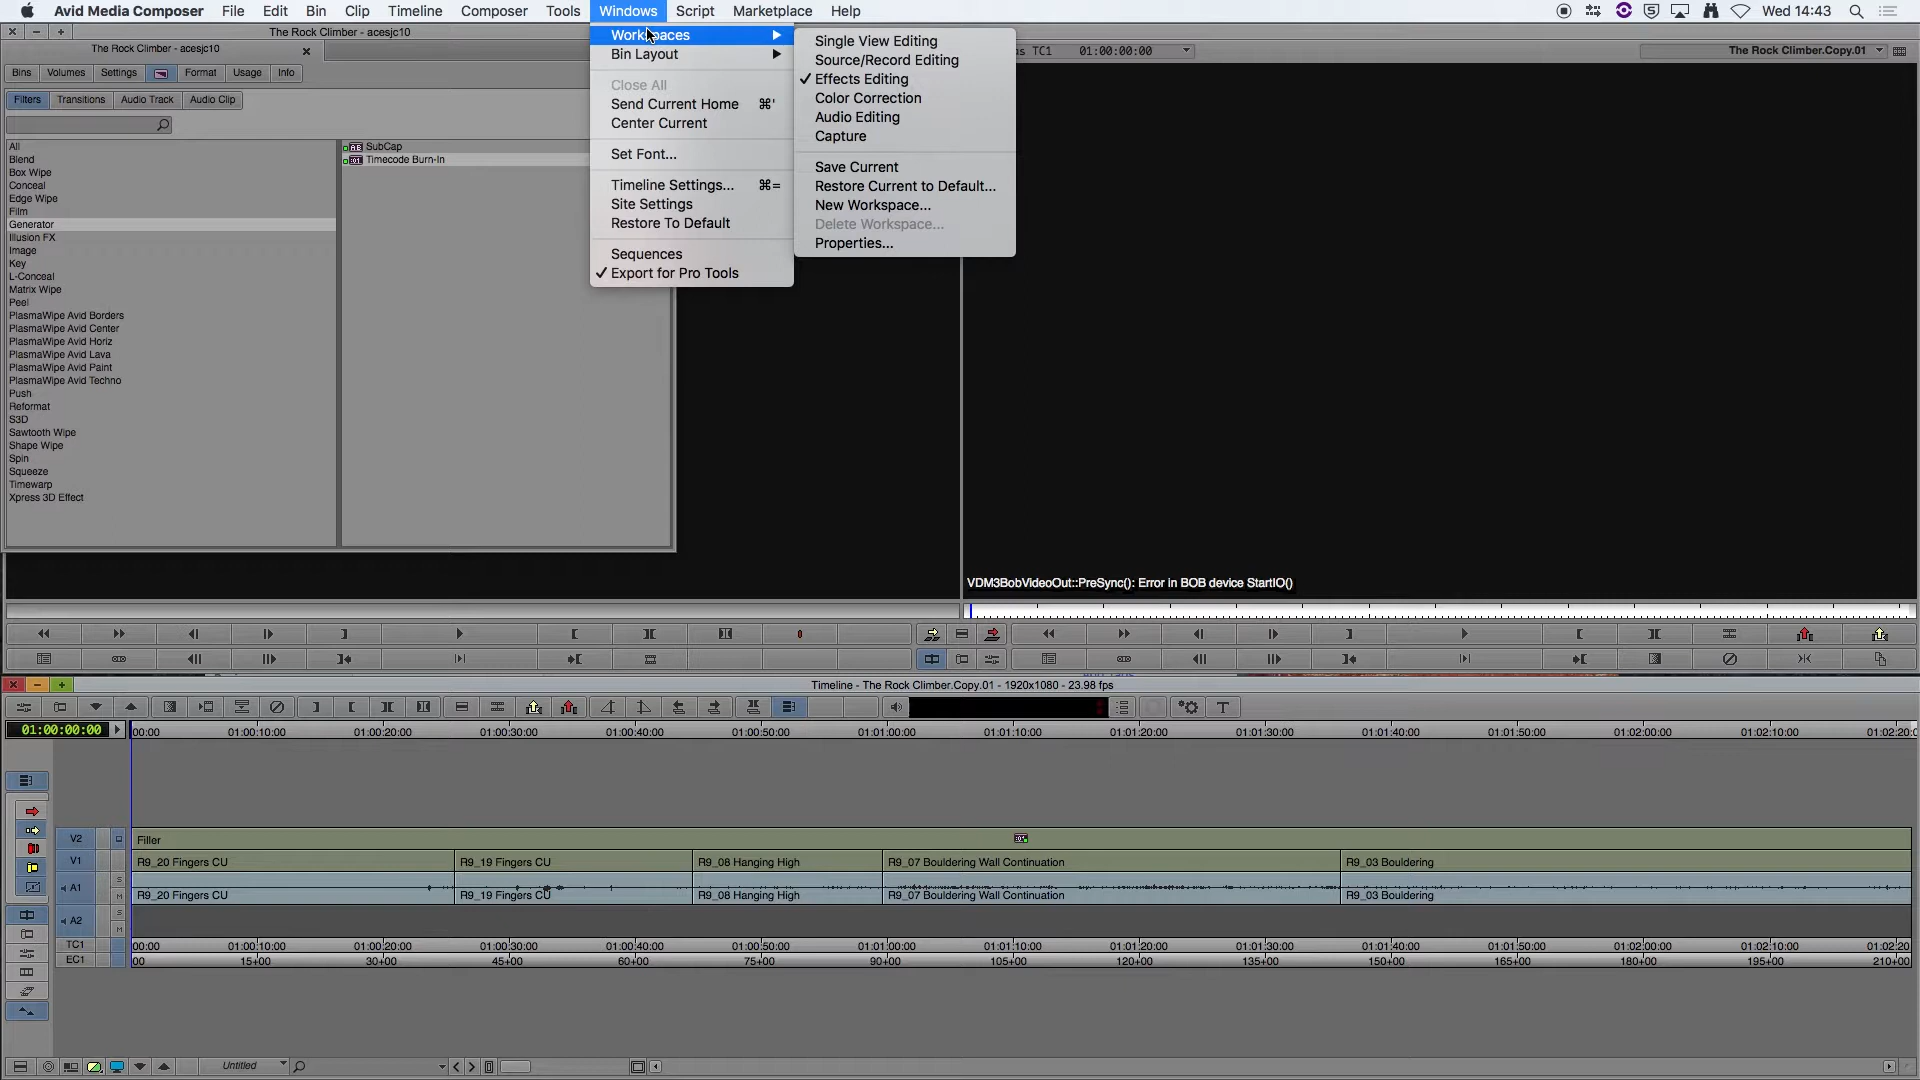 Avid Media Composer File Edit Bin Clip Timeline Composer Tools Windows Script Marketplace Help Wed 14:43
The Rock Climber - acesjc10
The Rock Climber - acesjc10
Bins Volumes Settings Format Usage Info
Filters Transitions Audio Track Audio Clip
All
Blend
Box Wipe
Conceal
Edge Wipe
Film
Generator
Illusion FX
Image
Key
L-Conceal
Matrix Wipe
Peel
PlasmaWipe Avid Borders
PlasmaWipe Avid Center
PlasmaWipe Avid Horiz
PlasmaWipe Avid Lava
PlasmaWipe Avid Paint
PlasmaWipe Avid Techno
Push
Reformat
S3D
Sawtooth Wipe
Shape Wipe
Spin
Squeeze
Timewarp
Xpress 3D Effect
SubCap
Timecode Burn-In
Workspaces
Bin Layout
Close All
Send Current Home ⌘'
Center Current
Set Font...
Timeline Settings... ⌘=
Site Settings
Restore To Default
Sequences
✓ Export for Pro Tools
Single View Editing
Source/Record Editing
✓ Effects Editing
Color Correction
Audio Editing
Capture
Save Current
Restore Current to Default...
New Workspace...
Delete Workspace...
Properties...
TC1 01:00:00:00 The Rock Climber.Copy.01
VDM3BobVideoOut::PreSync(): Error in BOB device StartIO()
Timeline - The Rock Climber.Copy.01 - 1920x1080 - 23.98 fps
01:00:00:00 00:00 01:00:10:00 01:00:20:00 01:00:30:00 01:00:40:00 01:00:50:00 01:01:00:00 01:01:10:00 01:01:20:00 01:01:30:00 01:01:40:00 01:01:50:00 01:02:00:00 01:02:10:00 01:02:20:0
V2 Filler
V1 R9_20 Fingers CU R9_19 Fingers CU R9_08 Hanging High R9_07 Bouldering Wall Continuation R9_03 Bouldering
A1 R9_20 Fingers CU R9_19 Fingers CU R9_08 Hanging High R9_07 Bouldering Wall Continuation R9_03 Bouldering
S
M
A2
S
M
TC1 00:00 01:00:10:00 01:00:20:00 01:00:30:00 01:00:40:00 01:00:50:00 01:01:00:00 01:01:10:00 01:01:20:00 01:01:30:00 01:01:40:00 01:01:50:00 01:02:00:00 01:02:10:00 01:02:20
EC1 00 15+00 30+00 45+00 60+00 75+00 90+00 105+00 120+00 135+00 150+00 165+00 180+00 195+00 210+00
Untitled